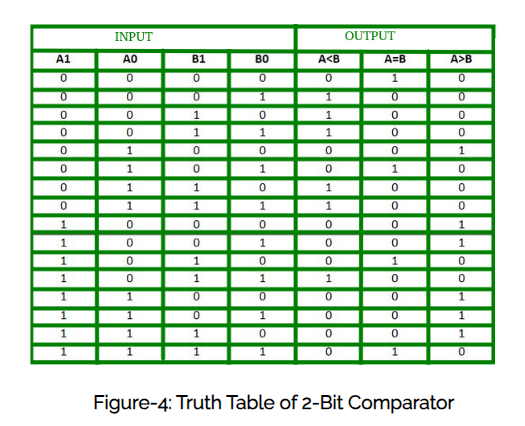 INPUT OUTPUT
A1 A0 B1 B0 A<B A=B A>B
0 0 0 0 0 1 0
0 0 0 1 1 0 0
0 0 1 0 1 0 0
0 0 1 1 1 0 0
0 1 0 0 0 0 1
0 1 0 1 0 1 0
0 1 1 0 1 0 0
0 1 1 1 1 0 0
1 0 0 0 0 0 1
1 0 0 1 0 0 1
1 0 1 0 0 1 0
1 0 1 1 1 0 0
1 1 0 0 0 0 1
1 1 0 1 0 0 1
1 1 1 0 0 0 1
1 1 1 1 0 1 0
Figure-4: Truth Table of 2-Bit Comparator